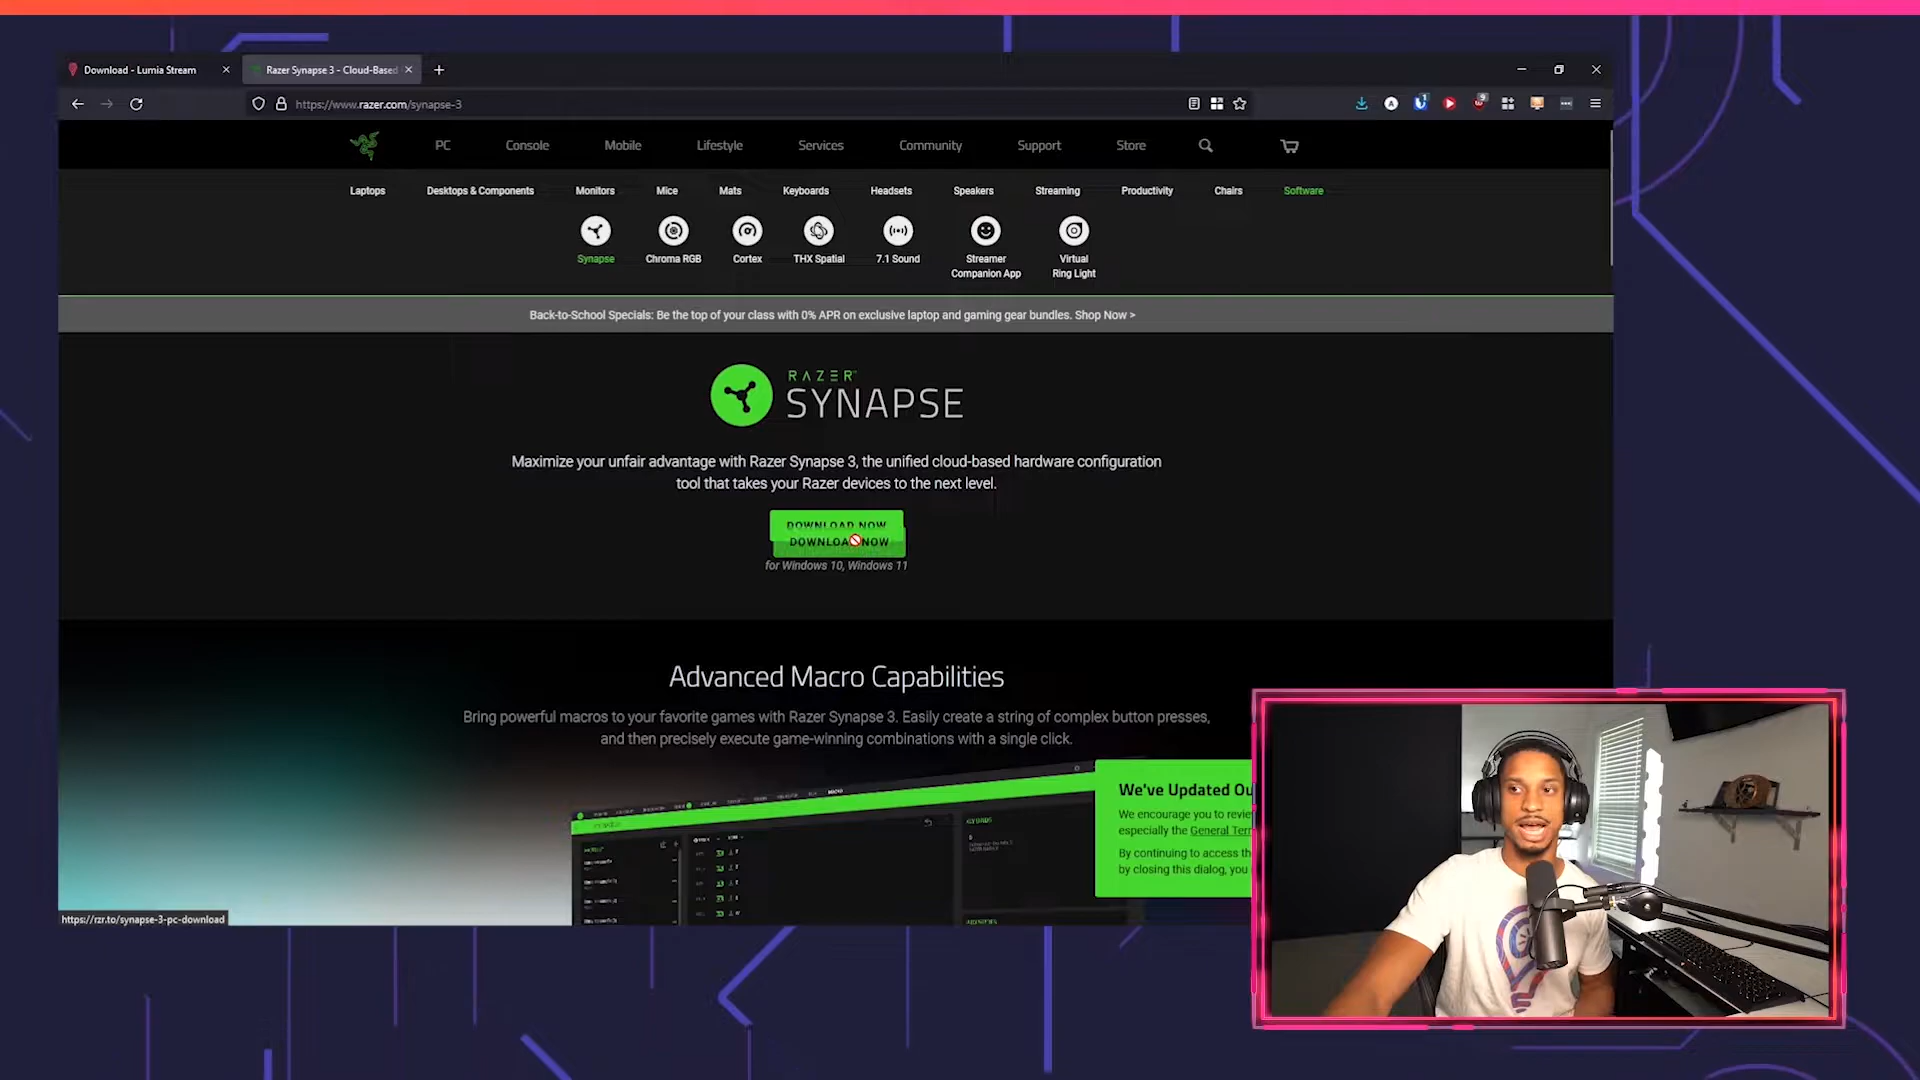 Download - Lumia Stream
Razer Synapse 3 - Cloud-Based
https://www.razer.com/synapse-3
PC Console Mobile Lifestyle Services Community Support Store
Laptops Desktops & Components Monitors Mice Mats Keyboards Headsets Speakers Streaming Productivity Chairs Software
Synapse Chroma RGB Cortex THX Spatial 7.1 Sound Streamer Companion App Virtual Ring Light
Back-to-School Specials: Be the top of your class with 0% APR on exclusive laptop and gaming gear bundles. Shop Now >
RAZER
SYNAPSE
Maximize your unfair advantage with Razer Synapse 3, the unified cloud-based hardware configuration
tool that takes your Razer devices to the next level.
DOWNLOAD NOW
DOWNLOAD NOW
for Windows 10, Windows 11
Advanced Macro Capabilities
Bring powerful macros to your favorite games with Razer Synapse 3. Easily create a string of complex button presses,
and then precisely execute game-winning combinations with a single click.
We've Updated Ou
We encourage you to revie
especially the General Tern
By continuing to access th
by closing this dialog, you
https://rzr.to/synapse-3-pc-download